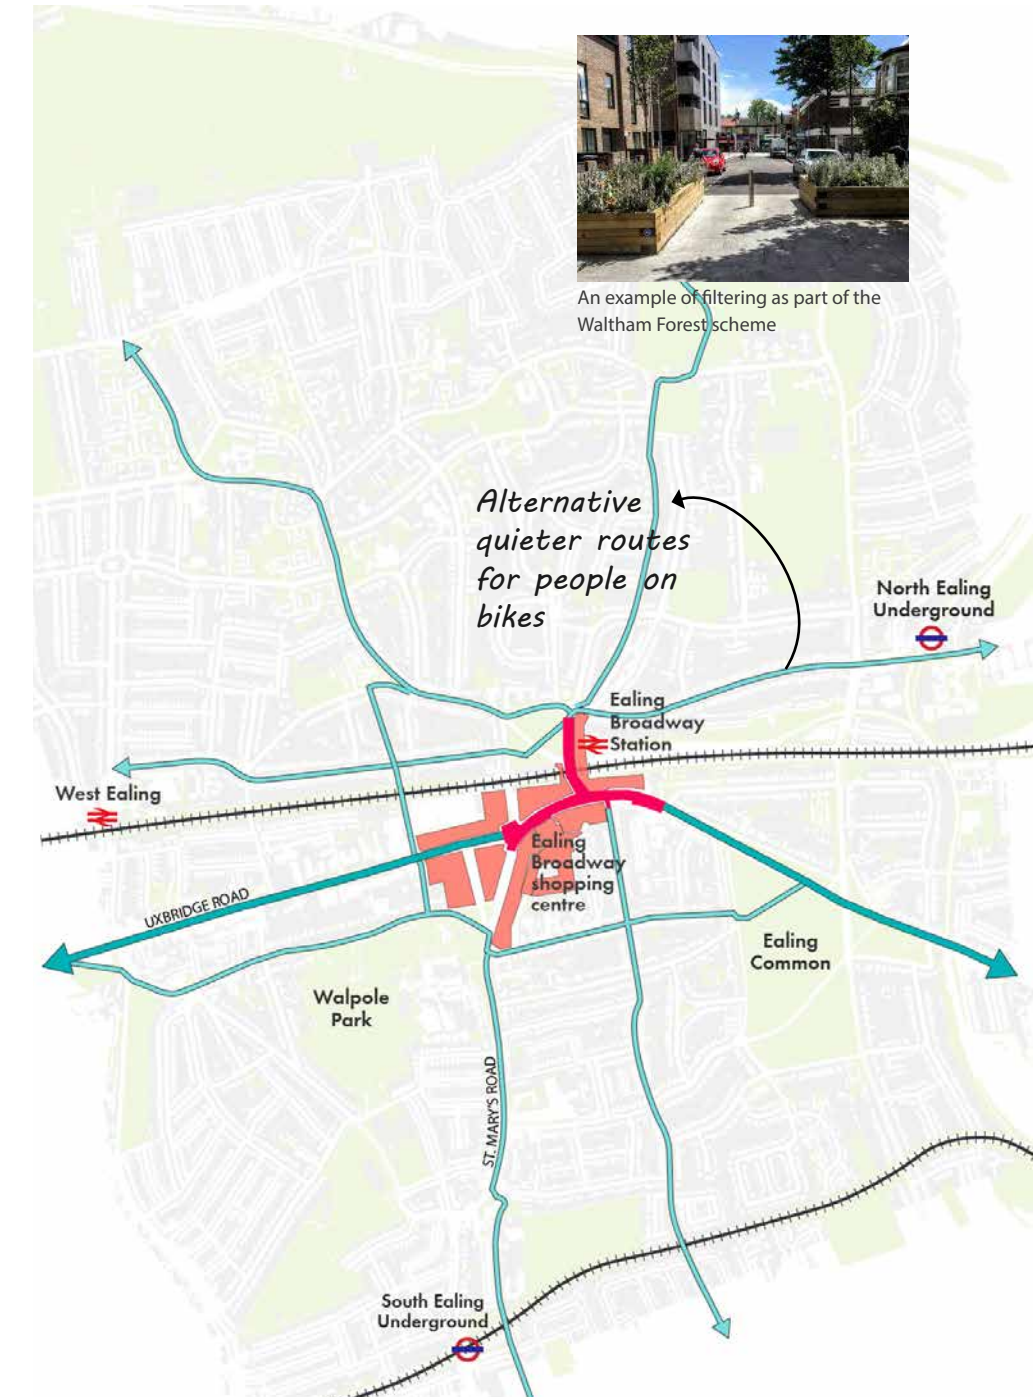 An example of filtering as part of the
Waltham Forest scheme
Alternative
quieter routes
for people on
bikes
North Ealing
Underground
Ealing
Broadway
Station
West Ealing
Ealing
Broadway
shopping
centre
UXBRIDGE ROAD
Ealing
Common
Walpole
Park
ST. MARY'S ROAD
South Ealing
Underground